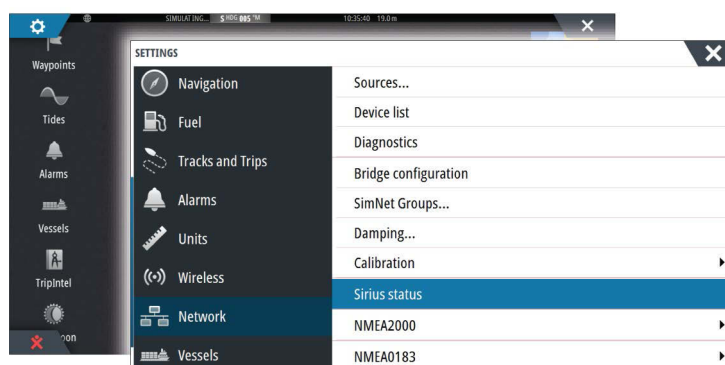 SIMULATING... S HDG 005 °M 10:35:40 19.0 m
Waypoints
Tides
Alarms
Vessels
TripIntel
oon
SETTINGS
Navigation
Fuel
Tracks and Trips
Alarms
Units
Wireless
Network
Vessels
Sources...
Device list
Diagnostics
Bridge configuration
SimNet Groups...
Damping...
Calibration
Sirius status
NMEA2000
NMEA0183